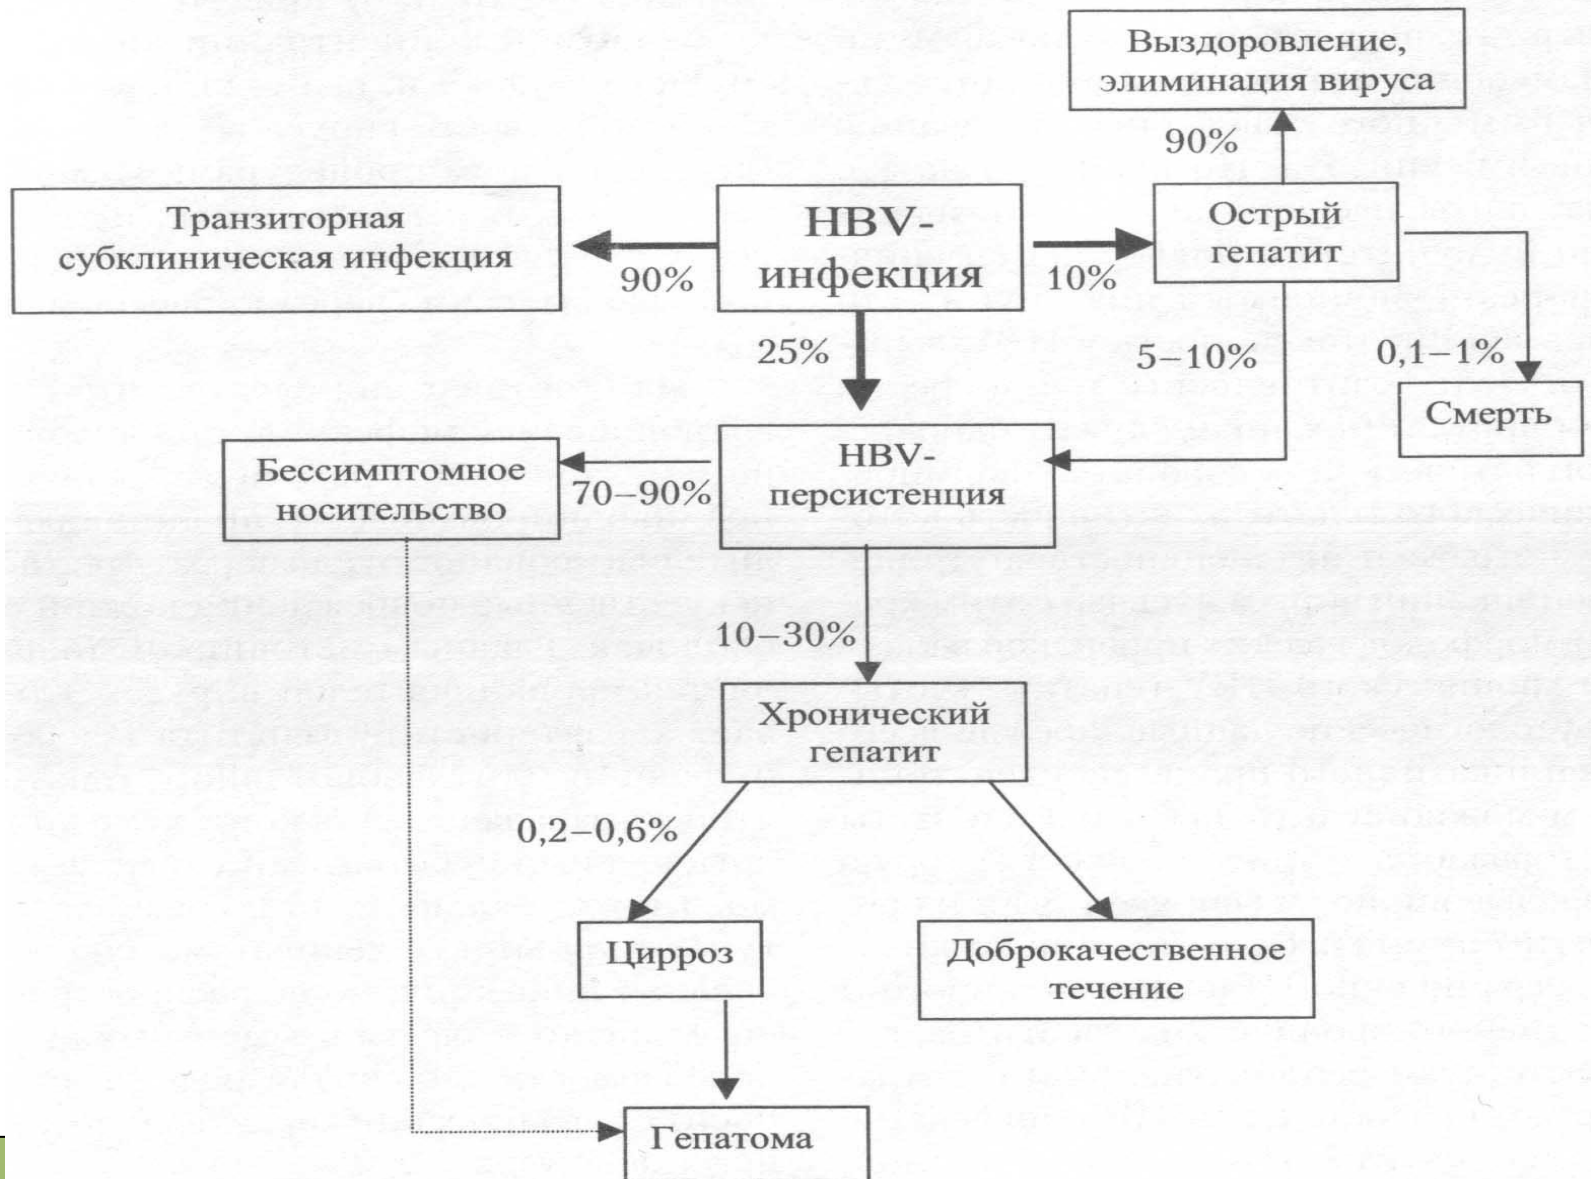 Выздоровление,
элиминация вируса
90%
Транзиторная
субклиническая инфекция
90%
HBV-
инфекция
10%
Острый
гепатит
25%
5–10%
0,1–1%
Смерть
Бессимптомное
носительство
70–90%
HBV-
персистенция
10–30%
Хронический
гепатит
0,2–0,6%
Цирроз
Доброкачественное
течение
Гепатома